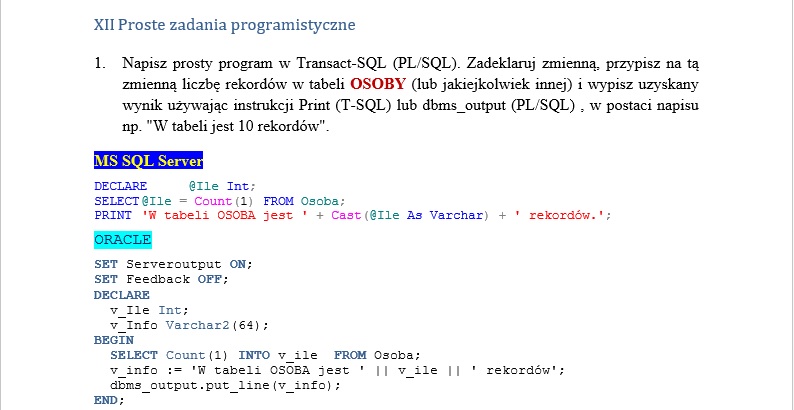 XII Proste zadania programistyczne
1. Napisz prosty program w Transact-SQL (PL/SQL). Zadeklaruj zmienną, przypisz na tą
zmienną liczbę rekordów w tabeli OSOBY (lub jakiejkolwiek innej) i wypisz uzyskany
wynik używając instrukcji Print (T-SQL) lub dbms_output (PL/SQL) , w postaci napisu
np. "W tabeli jest 10 rekordów".
MS SQL Server
DECLARE @Ile Int;
SELECT @Ile = Count(1) FROM Osoba;
PRINT 'W tabeli OSOBA jest ' + Cast(@Ile As Varchar) + ' rekordów.';
ORACLE
SET Serveroutput ON;
SET Feedback OFF;
DECLARE
v_Ile Int;
v_Info Varchar2(64);
BEGIN
SELECT Count(1) INTO v_ile FROM Osoba;
v_info := 'W tabeli OSOBA jest ' || v_ile || ' rekordów';
dbms_output.put_line(v_info);
END;